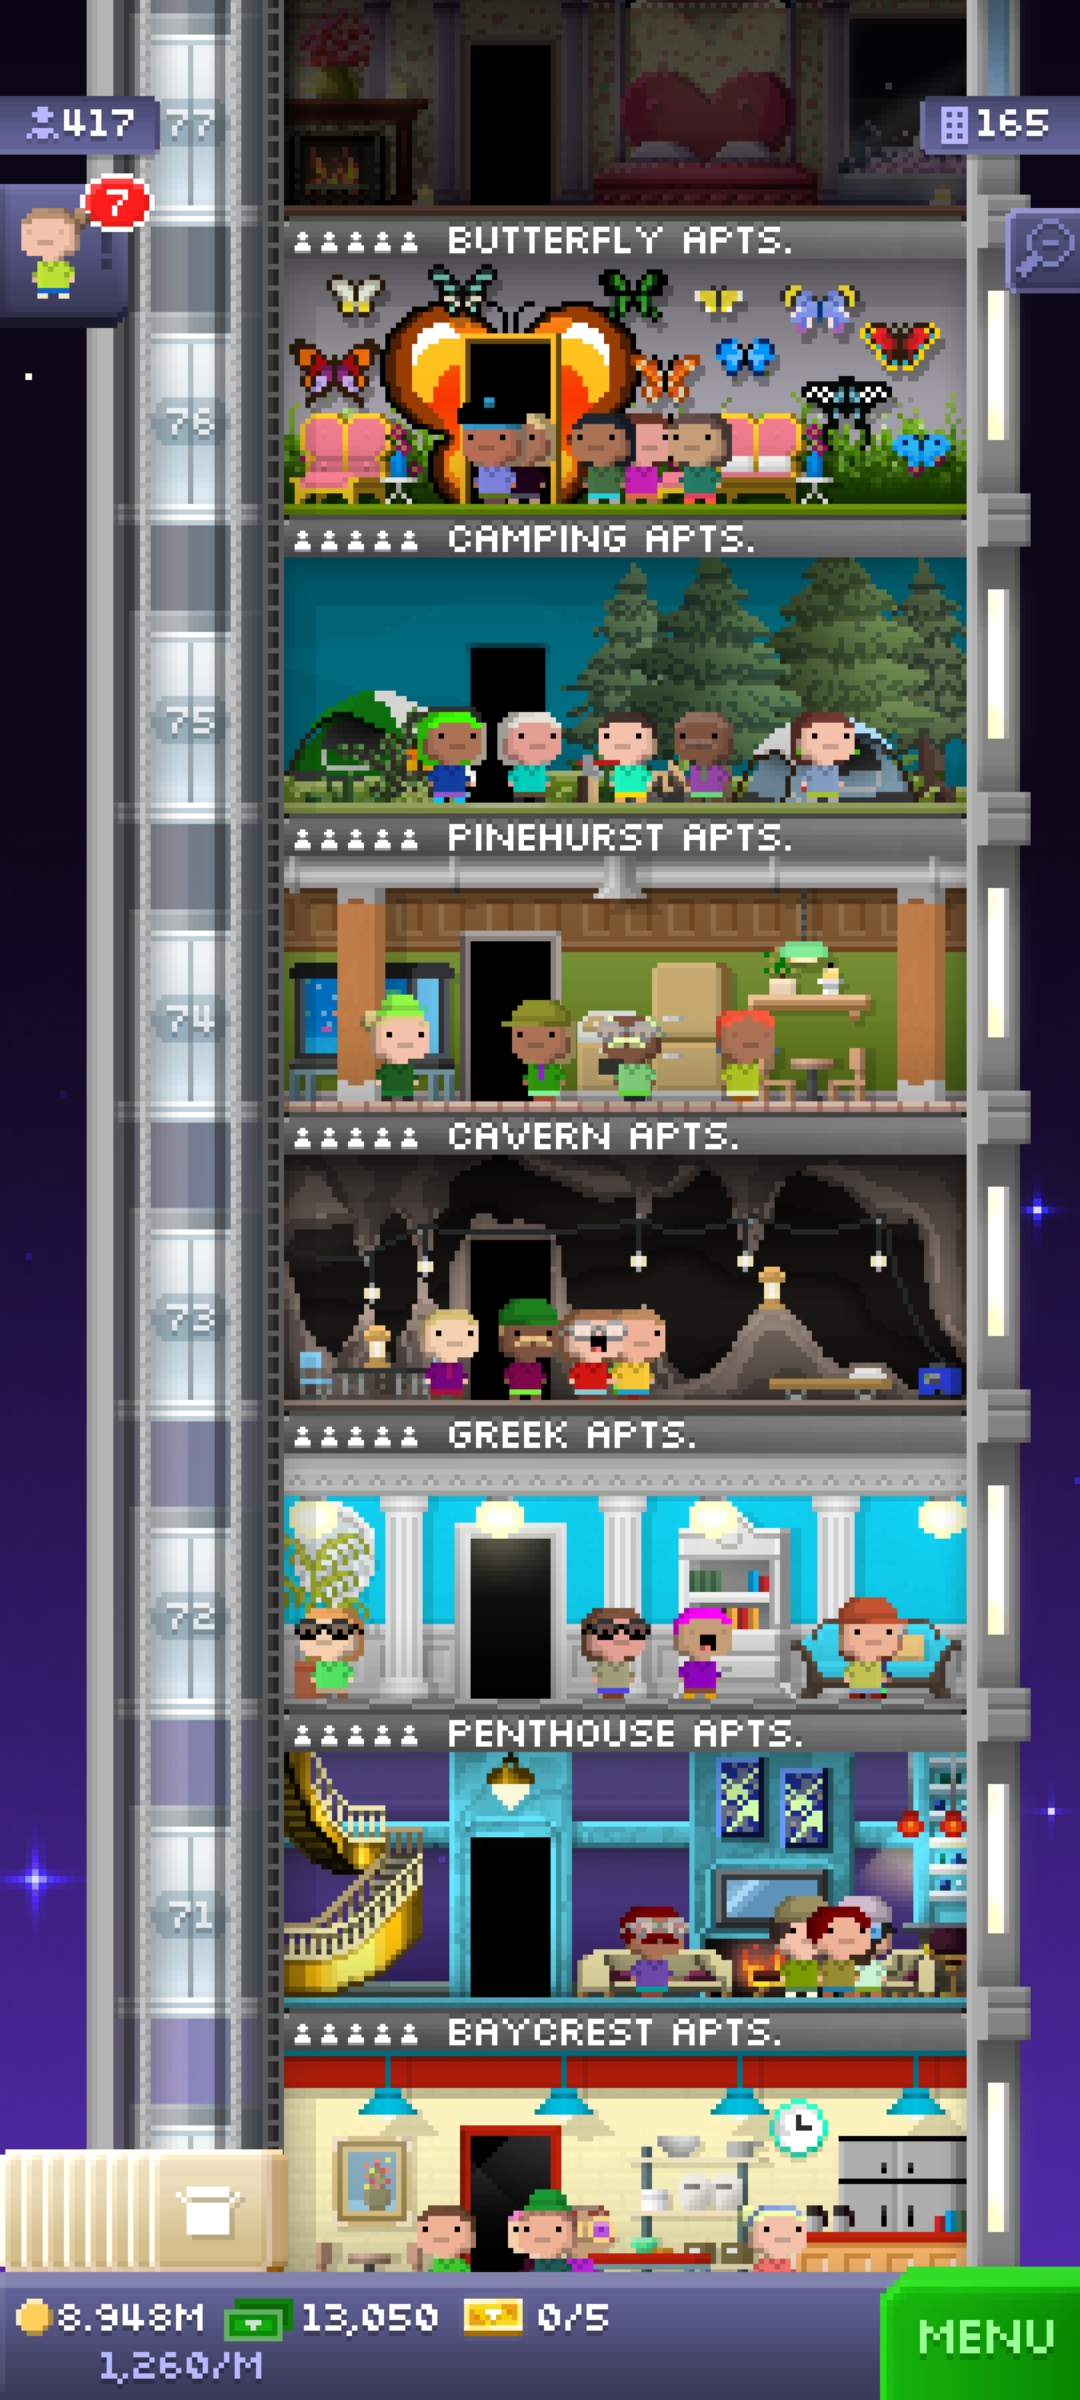 417
77
165
7
BUTTERFLY APTS.
76
CAMPING APTS.
75
PINEHURST APTS.
74
CAVERN APTS.
73
GREEK APTS.
72
PENTHOUSE APTS.
71
BAYCREST APTS.
8.948M 13,050 0/5
1,260/M
MENU